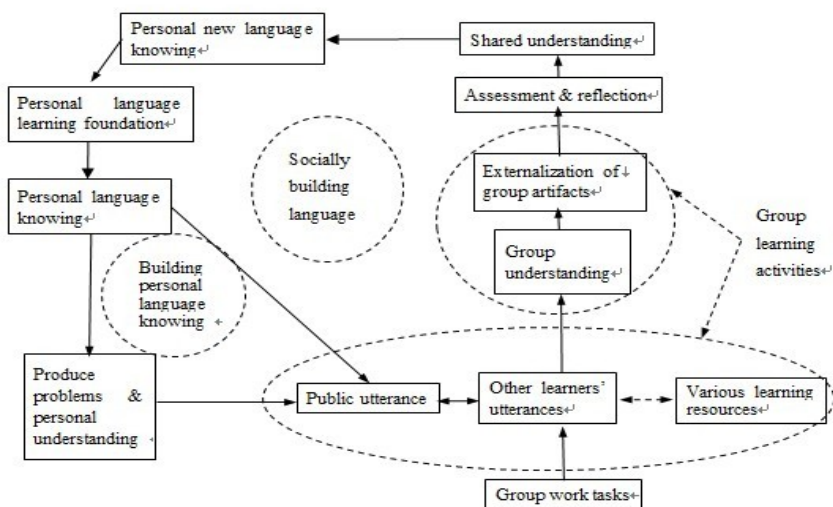 Personal new language
knowing↵
Shared understanding↵
Assessment & reflection↵
Personal language
learning foundation↵
Socially
building
language
Externalization of↓
group artifacts↵
Personal language
knowing↵
Group
learning
activities↵
Group
understanding↵
Building
personal
language
knowing ↵
Produce
problems &
personal
understanding ↵
Public utterance
Other learners’
utterances↵
Various learning
resources↵
Group work tasks↵